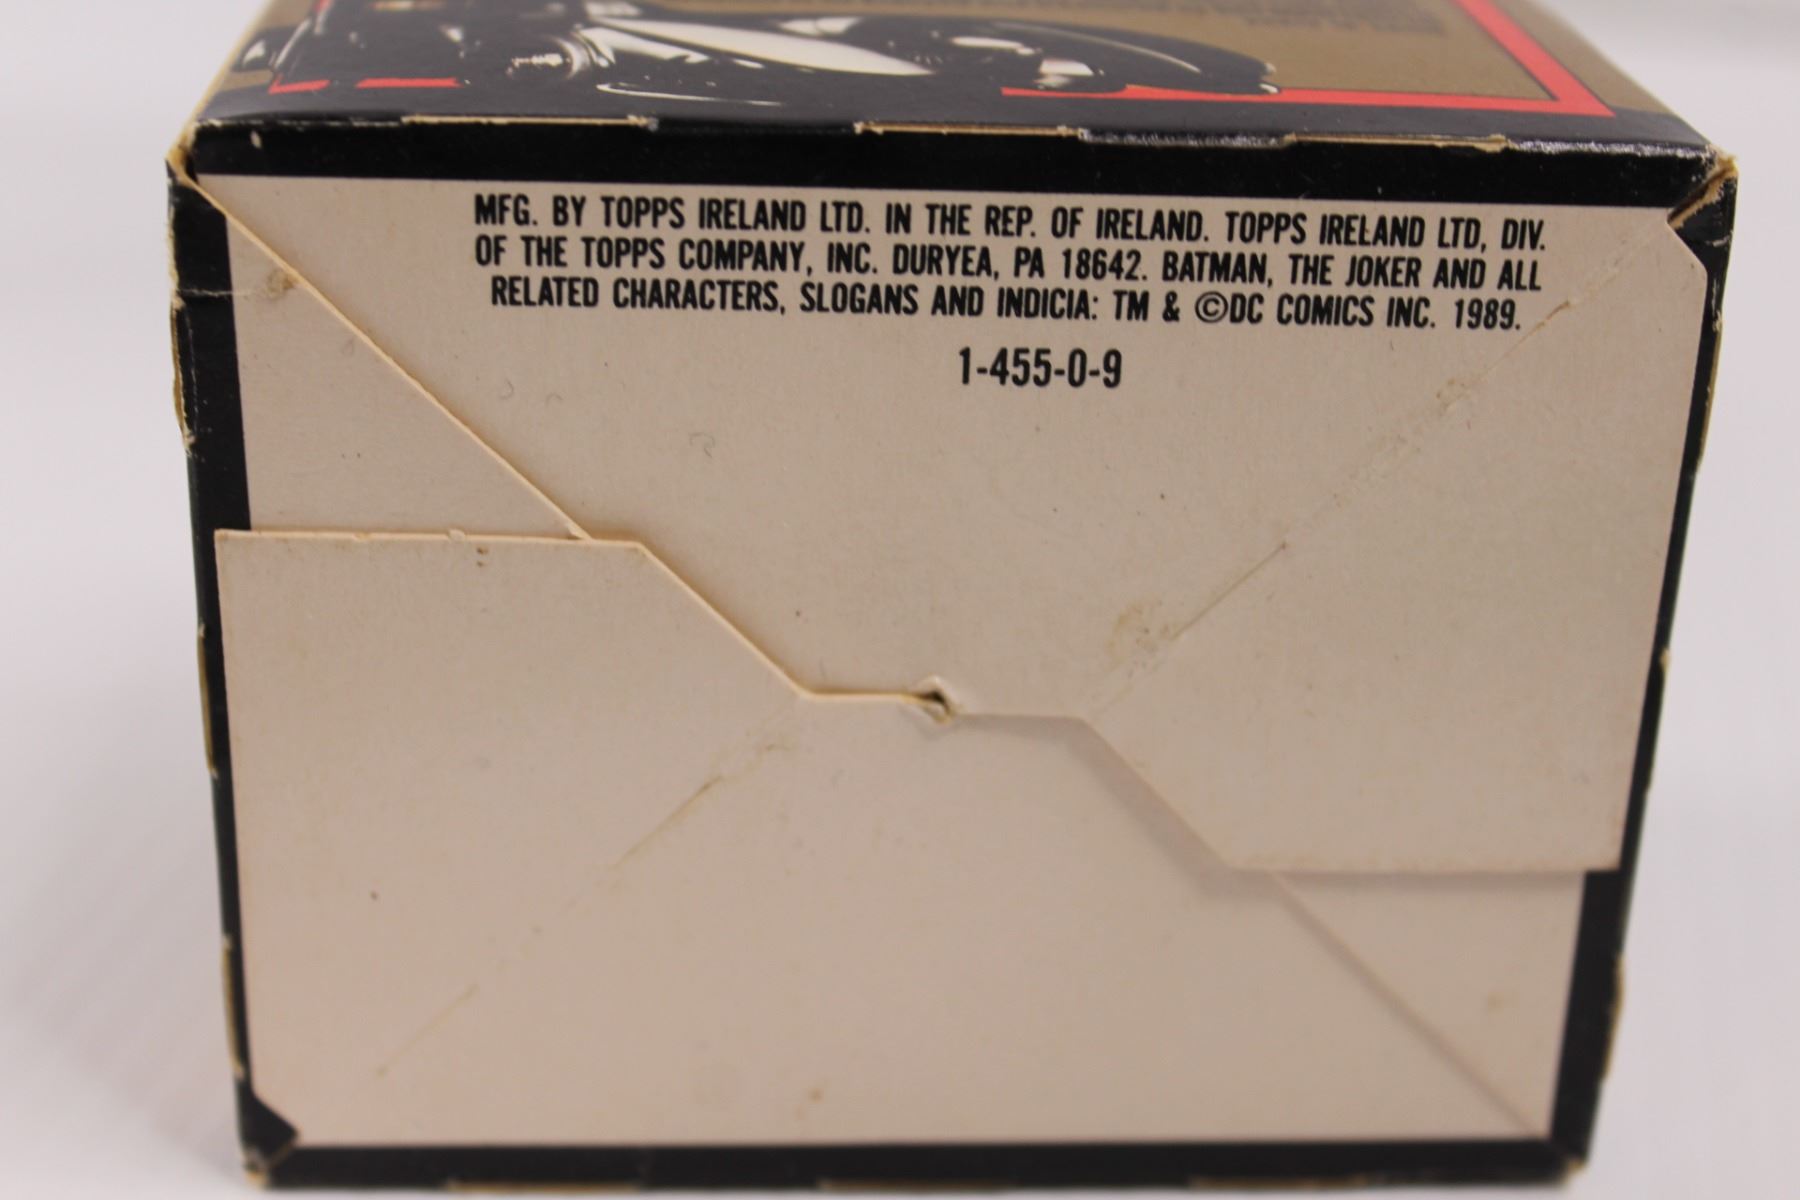 MFG. BY TOPPS IRELAND LTD. IN THE REP. OF IRELAND. TOPPS IRELAND LTD, DIV.
OF THE TOPPS COMPANY, INC. DURYEA, PA 18642. BATMAN, THE JOKER AND ALL
RELATED CHARACTERS, SLOGANS AND INDICIA: TM & ©DC COMICS INC. 1989.
1-455-0-9